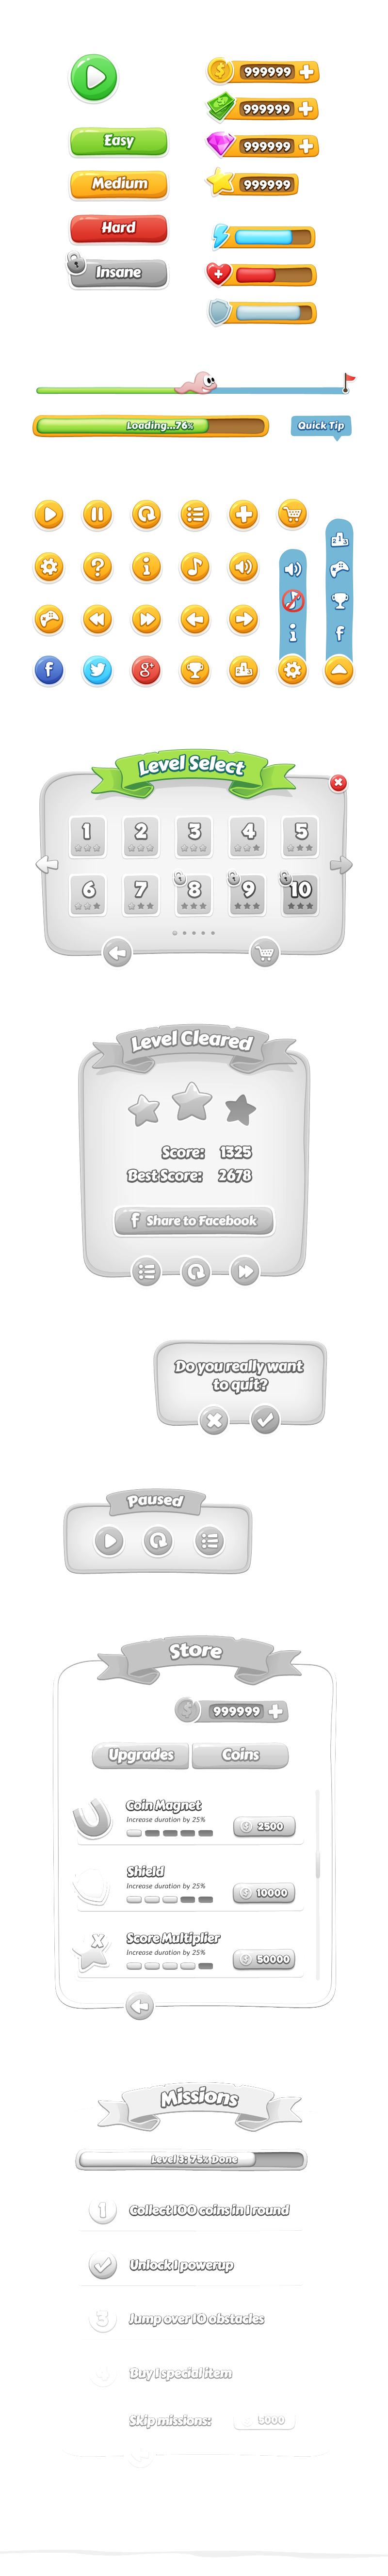 999999
999999
Easy
999999
Medium
999999
Hard
Insane
Loading...76%
Quick Tip
Level Select
1 2 3 4 5
6 7 8 9 10
Level Cleared
Score: 1325
Best Score: 2678
Share to Facebook
Do you really want
to quit?
Paused
Store
999999
Upgrades Coins
Coin Magnet
Increase duration by 25%
2500
Shield
Increase duration by 25%
10000
Score Multiplier
Increase duration by 25%
50000
Missions
Level 3: 75% Done
1 Collect 100 coins in 1 round
Unlock 1 powerup
3 Jump over 10 obstacles
Buy 1 special item
Skip missions: 5000